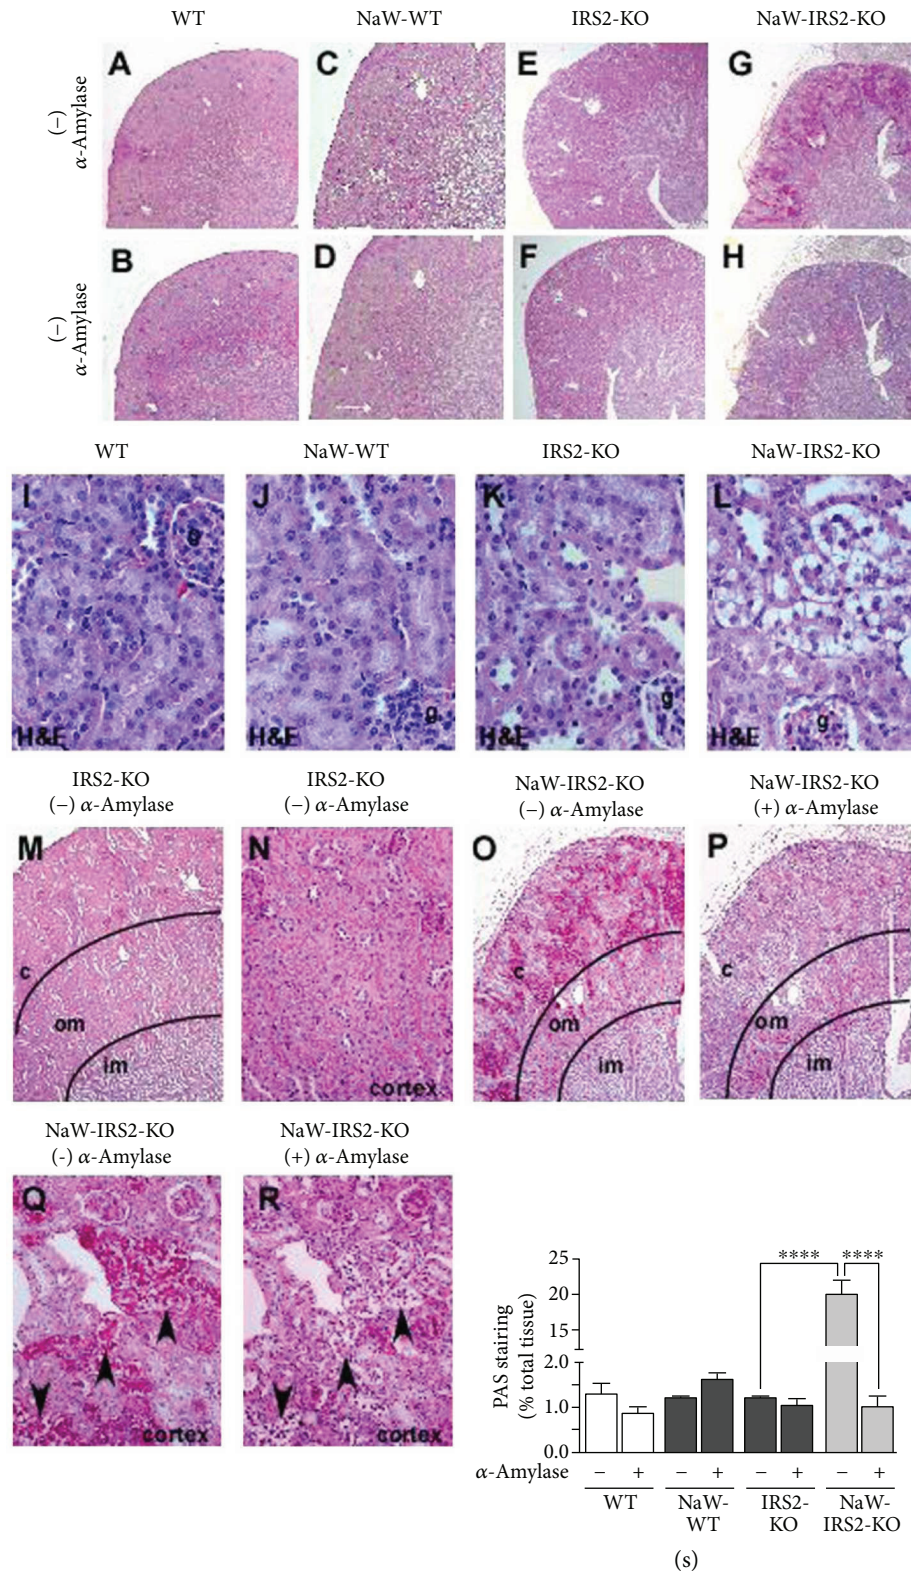 WT NaW-WT IRS2-KO NaW-IRS2-KO
(−)
α-Amylase
A C E G
(−)
α-Amylase
B D F H
WT NaW-WT IRS2-KO NaW-IRS2-KO
I J K L
g
g g g
H&E H&E H&E H&E
IRS2-KO IRS2-KO NaW-IRS2-KO NaW-IRS2-KO
(−) α-Amylase (−) α-Amylase (−) α-Amylase (+) α-Amylase
M N O P
c c c
om om om
im im im
cortex
NaW-IRS2-KO NaW-IRS2-KO
(-) α-Amylase (+) α-Amylase
Q R
cortex cortex
**** ****
25
20
15
2.0
1.0
0.0
PAS stairing
(% total tissue)
α-Amylase − + − + − + − +
WT NaW- IRS2- NaW-
WT KO IRS2-KO
(s)